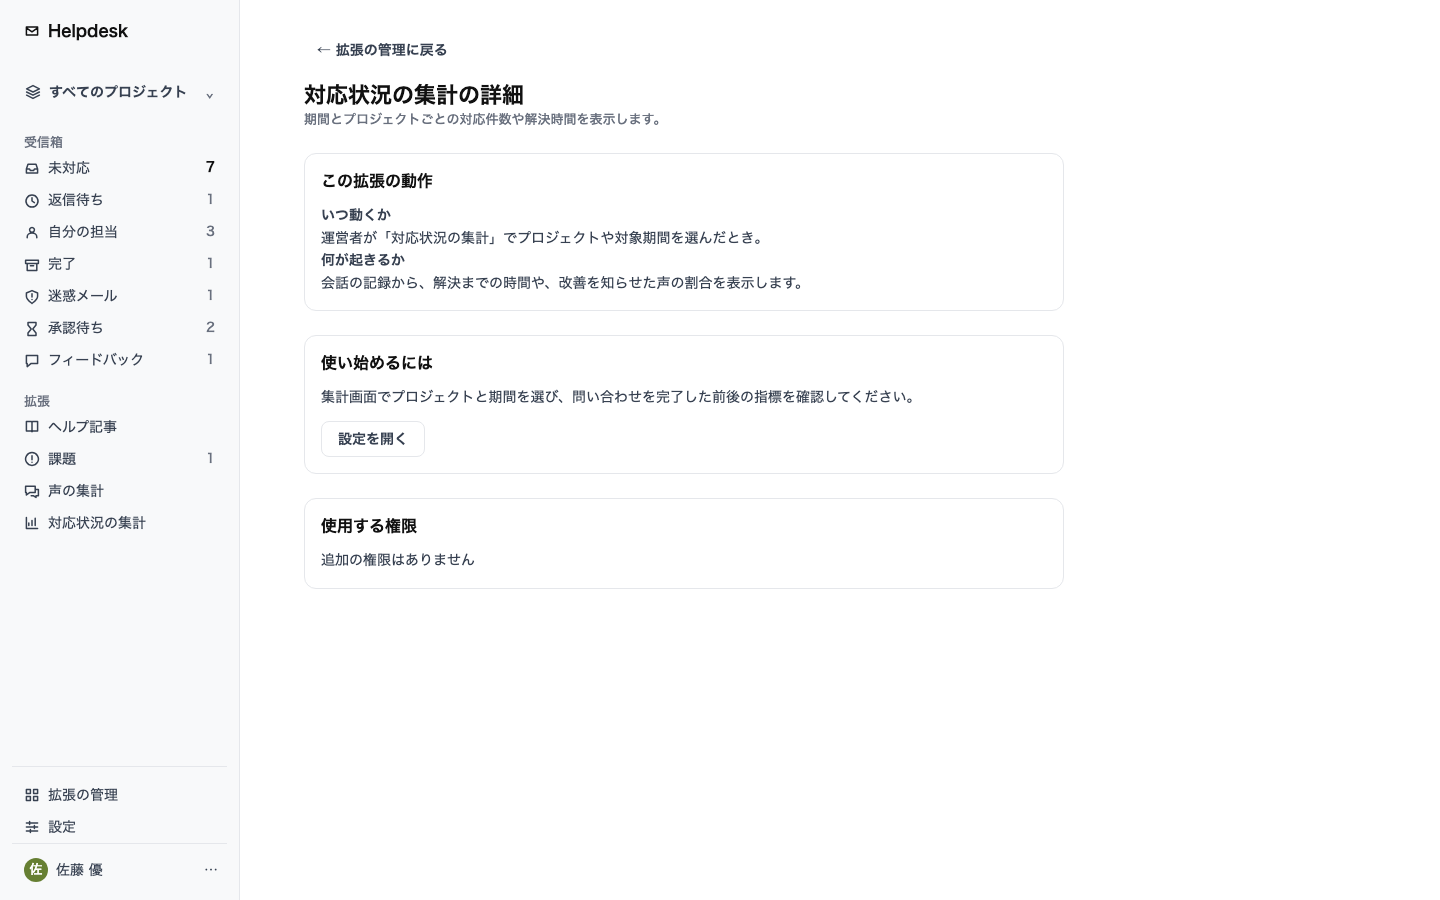 Helpdesk
すべてのプロジェクト
受信箱
未対応 7
返信待ち 1
自分の担当 3
完了 1
迷惑メール 1
承認待ち 2
フィードバック 1
拡張
ヘルプ記事
課題 1
声の集計
対応状況の集計
拡張の管理
設定
佐 佐藤 優 …
← 拡張の管理に戻る
対応状況の集計の詳細
期間とプロジェクトごとの対応件数や解決時間を表示します。
この拡張の動作
いつ動くか
運営者が「対応状況の集計」でプロジェクトや対象期間を選んだとき。
何が起きるか
会話の記録から、解決までの時間や、改善を知らせた声の割合を表示します。
使い始めるには
集計画面でプロジェクトと期間を選び、問い合わせを完了した前後の指標を確認してください。
設定を開く
使用する権限
追加の権限はありません